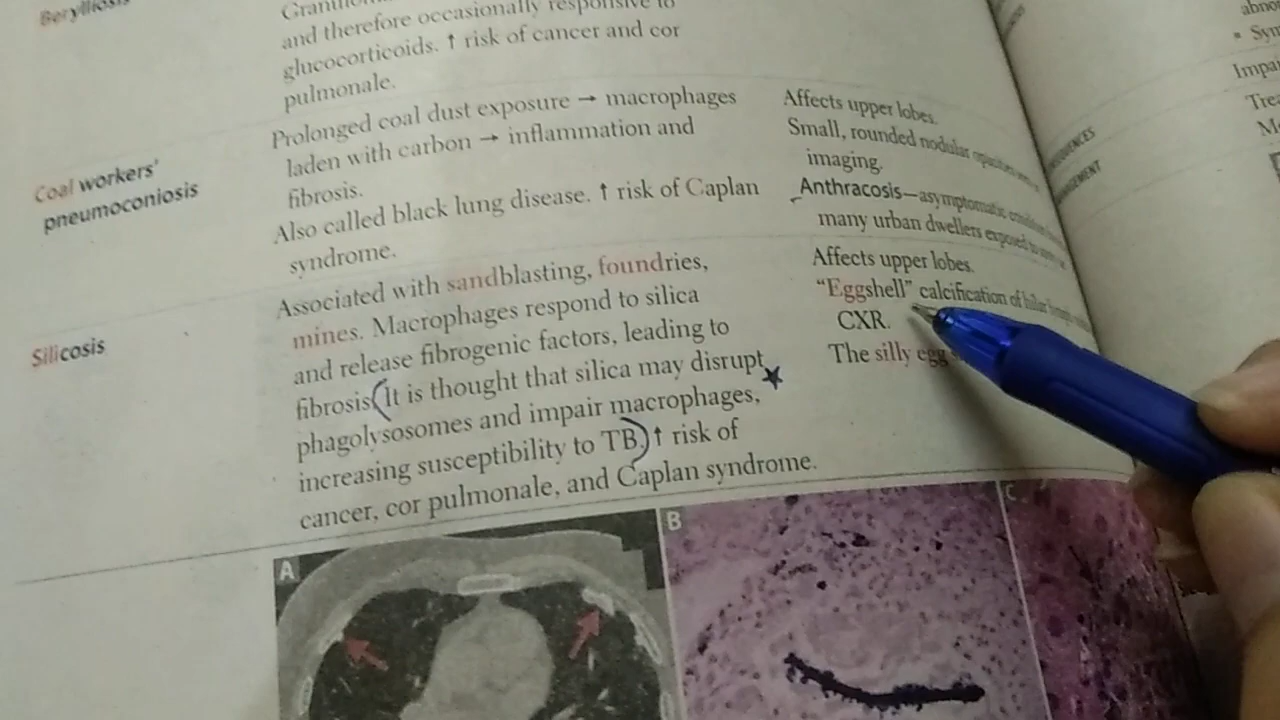 Berylliosis
and therefore occasionally responsive to
glucocorticoids. ↑ risk of cancer and cor
pulmonale.
Coal workers'
pneumoconiosis
Prolonged coal dust exposure → macrophages
laden with carbon → inflammation and
fibrosis.
Also called black lung disease. ↑ risk of Caplan
syndrome.
Affects upper lobes.
Small, rounded nodular opacities
imaging.
Anthracosis—asymptomatic
many urban dwellers exposed to
Silicosis
Associated with sandblasting, foundries,
mines. Macrophages respond to silica
and release fibrogenic factors, leading to
fibrosis. It is thought that silica may disrupt
phagolysosomes and impair macrophages,
increasing susceptibility to TB. ↑ risk of
cancer, cor pulmonale, and Caplan syndrome.
Affects upper lobes.
"Eggshell" calcification of hilar
CXR.
The silly egg
A
B
C